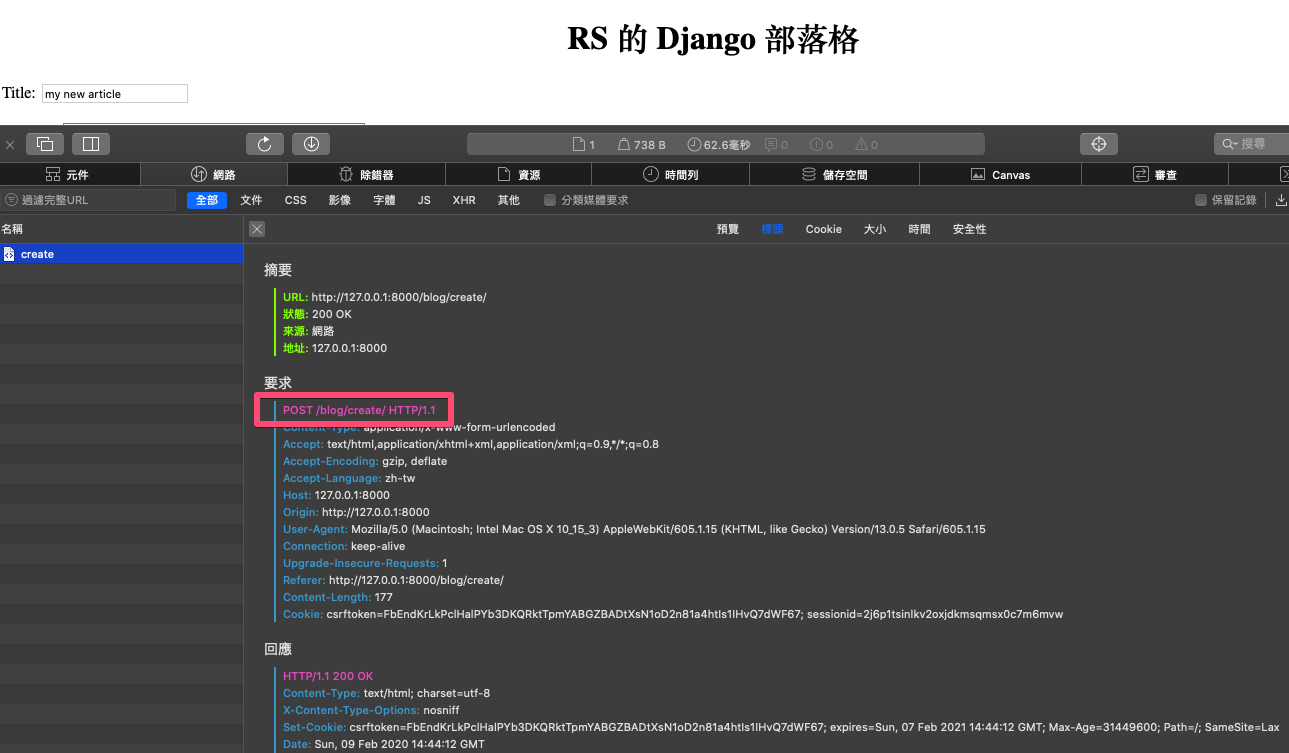 RS 的 Django 部落格
Title: my new article
1 738 B 62.6毫秒 0 0 0 搜尋
元件 網路 除錯器 資源 時間列 儲存空間 Canvas 審查
過濾完整URL 全部 文件 CSS 影像 字體 JS XHR 其他 分類媒體要求 保留記錄
名稱 預覽 標頭 Cookie 大小 時間 安全性
create
摘要
URL: http://127.0.0.1:8000/blog/create/
狀態: 200 OK
來源: 網路
地址: 127.0.0.1:8000
要求
POST /blog/create/ HTTP/1.1
Content-Type: application/x-www-form-urlencoded
Accept: text/html,application/xhtml+xml,application/xml;q=0.9,*/*;q=0.8
Accept-Encoding: gzip, deflate
Accept-Language: zh-tw
Host: 127.0.0.1:8000
Origin: http://127.0.0.1:8000
User-Agent: Mozilla/5.0 (Macintosh; Intel Mac OS X 10_15_3) AppleWebKit/605.1.15 (KHTML, like Gecko) Version/13.0.5 Safari/605.1.15
Connection: keep-alive
Upgrade-Insecure-Requests: 1
Referer: http://127.0.0.1:8000/blog/create/
Content-Length: 177
Cookie: csrftoken=FbEndKrLkPclHalPYb3DKQRktTpmYABGZBADtXsN1oD2n81a4htIs1IHvQ7dWF67; sessionid=2j6p1tsinlkv2oxjdkmsqmsx0c7m6mvw
回應
HTTP/1.1 200 OK
Content-Type: text/html; charset=utf-8
X-Content-Type-Options: nosniff
Set-Cookie: csrftoken=FbEndKrLkPclHalPYb3DKQRktTpmYABGZBADtXsN1oD2n81a4htIs1IHvQ7dWF67; expires=Sun, 07 Feb 2021 14:44:12 GMT; Max-Age=31449600; Path=/; SameSite=Lax
Date: Sun, 09 Feb 2020 14:44:12 GMT